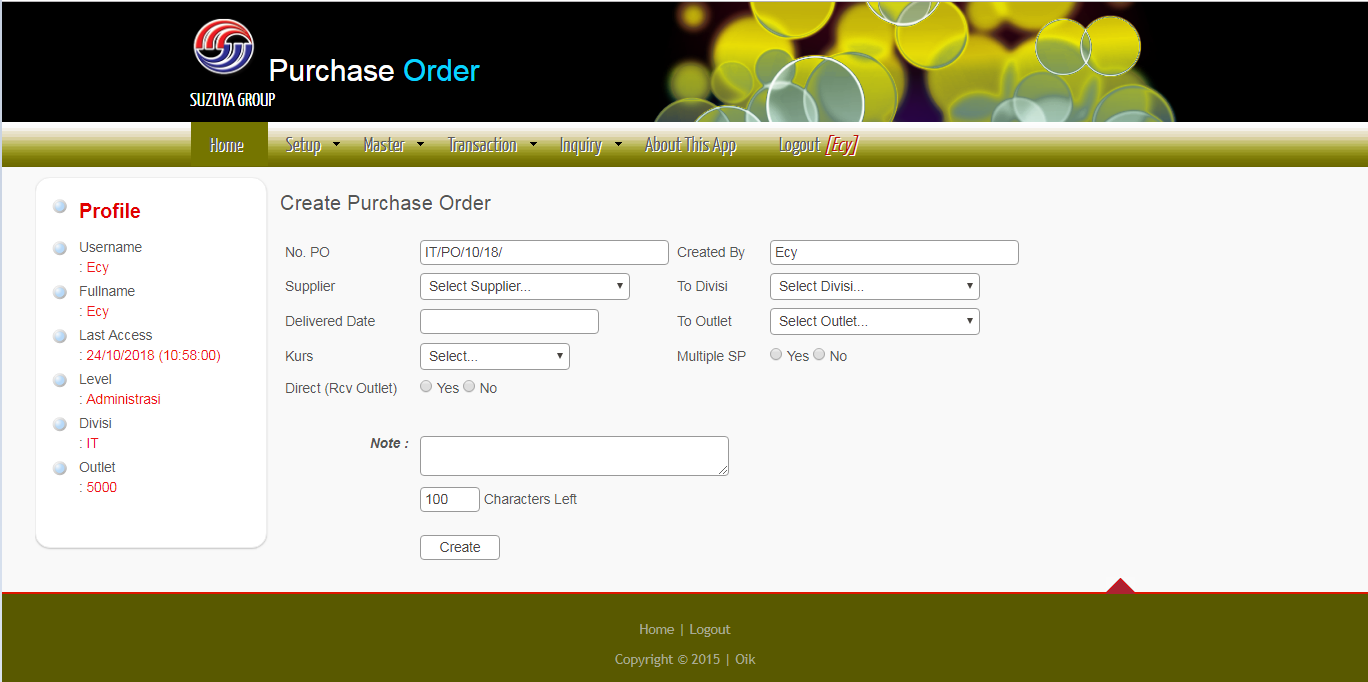 Purchase Order
SUZUYA GROUP
Home Setup Master Transaction Inquiry About This App Logout [Ecy]
Profile
Username
: Ecy
Fullname
: Ecy
Last Access
: 24/10/2018 (10:58:00)
Level
: Administrasi
Divisi
: IT
Outlet
: 5000
Create Purchase Order
No. PO IT/PO/10/18/ Created By Ecy
Supplier Select Supplier... To Divisi Select Divisi...
Delivered Date To Outlet Select Outlet...
Kurs Select... Multiple SP Yes No
Direct (Rcv Outlet) Yes No
Note :
100 Characters Left
Create
Home | Logout
Copyright © 2015 | Oik